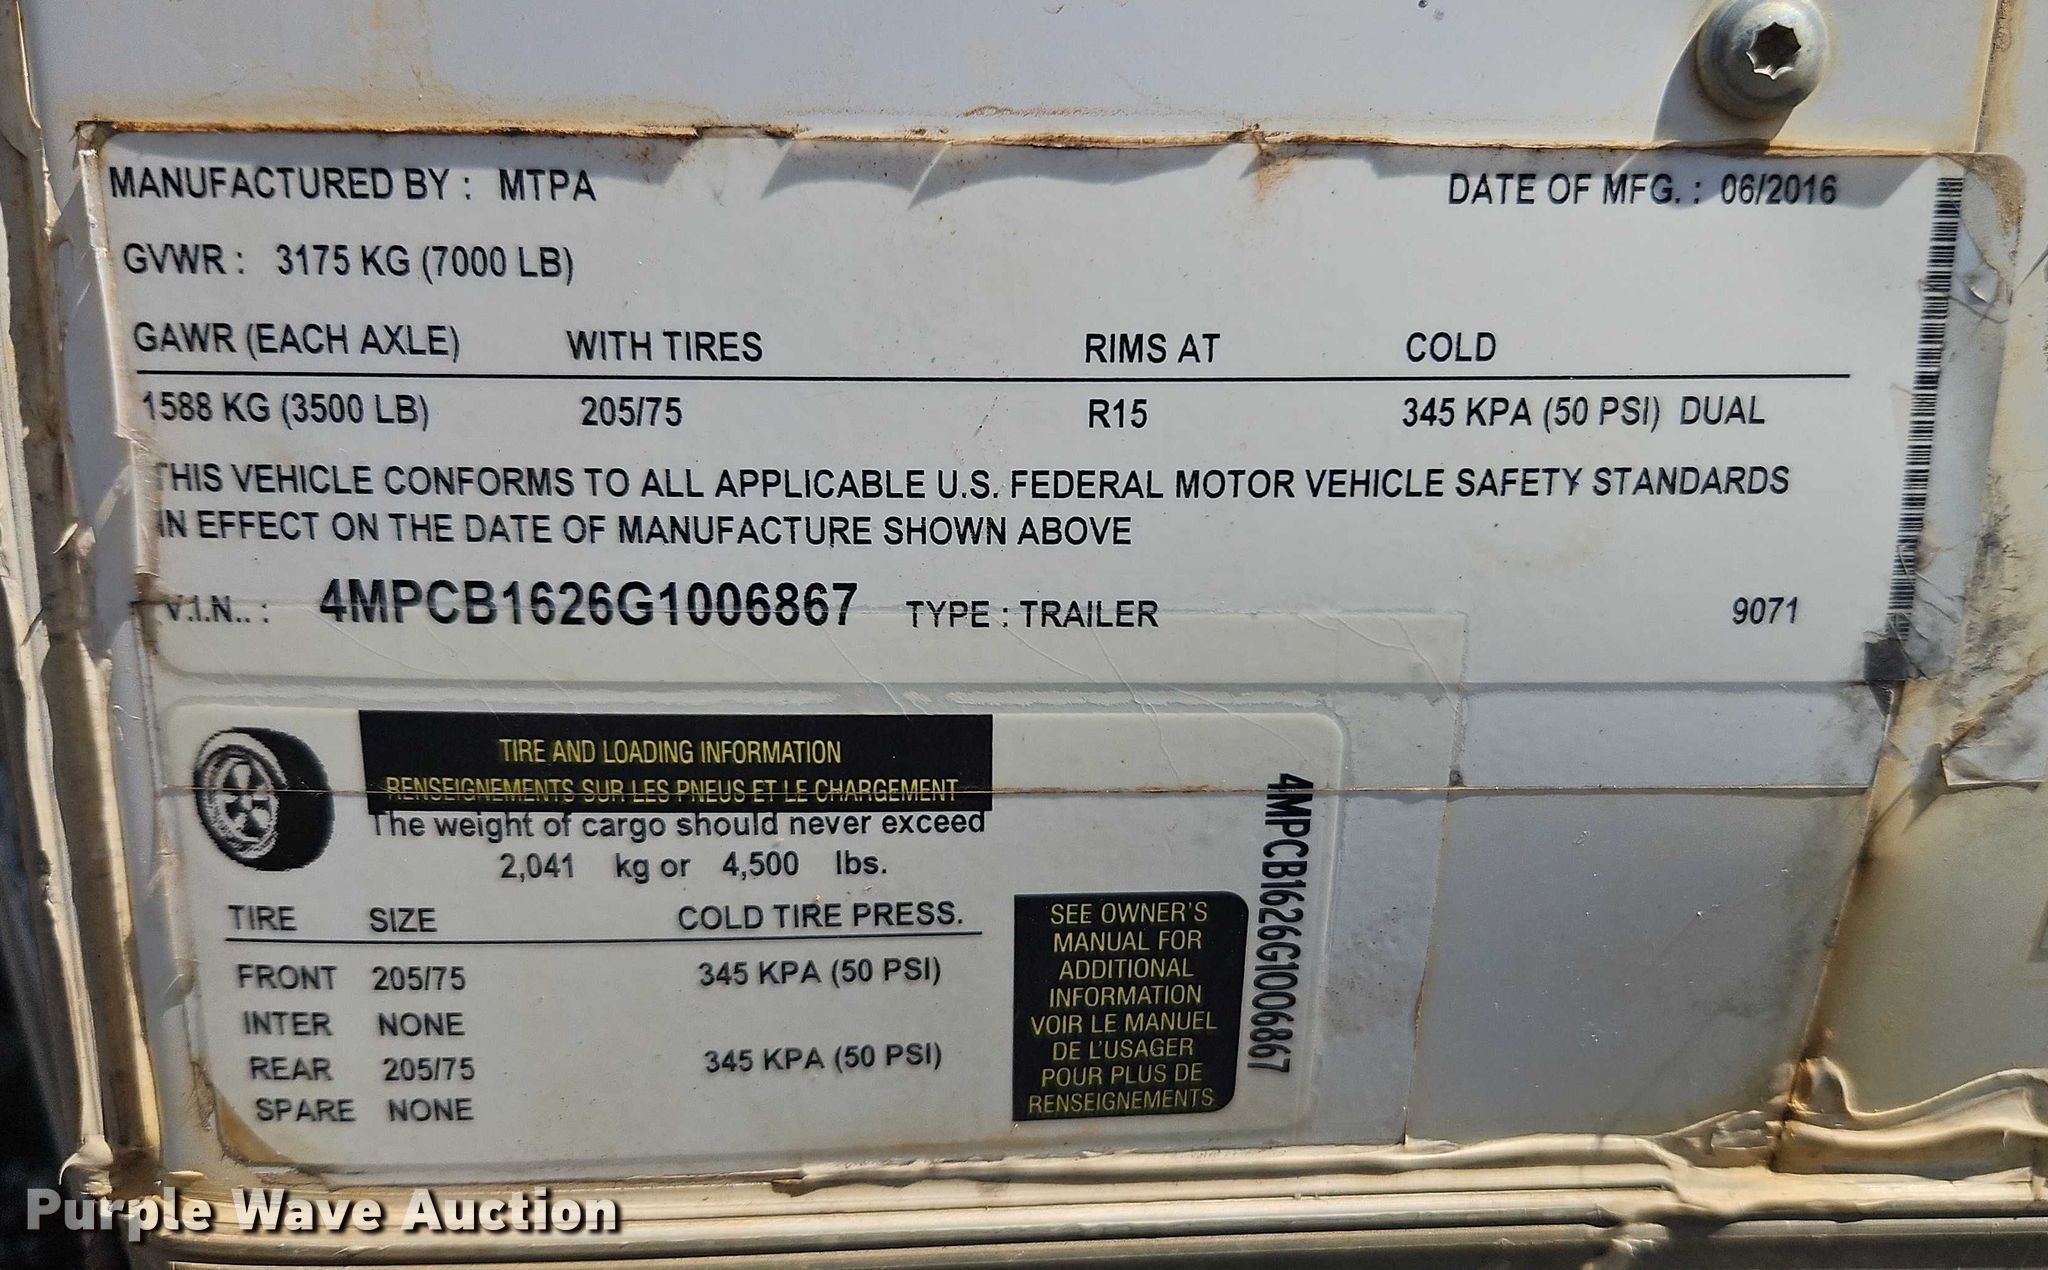 MANUFACTURED BY : MTPA DATE OF MFG. : 06/2016
GVWR : 3175 KG (7000 LB)
GAWR (EACH AXLE) WITH TIRES RIMS AT COLD
1588 KG (3500 LB) 205/75 R15 345 KPA (50 PSI) DUAL
THIS VEHICLE CONFORMS TO ALL APPLICABLE U.S. FEDERAL MOTOR VEHICLE SAFETY STANDARDS
IN EFFECT ON THE DATE OF MANUFACTURE SHOWN ABOVE
V.I.N.. : 4MPCB1626G1006867 TYPE : TRAILER 9071
TIRE AND LOADING INFORMATION
RENSEIGNEMENTS SUR LES PNEUS ET LE CHARGEMENT
The weight of cargo should never exceed
2,041 kg or 4,500 lbs.
TIRE SIZE COLD TIRE PRESS.
FRONT 205/75 345 KPA (50 PSI)
INTER NONE
REAR 205/75 345 KPA (50 PSI)
SPARE NONE
SEE OWNER'S
MANUAL FOR
ADDITIONAL
INFORMATION
VOIR LE MANUEL
DE L'USAGER
POUR PLUS DE
RENSEIGNEMENTS
4MPCB1626G1006867
Purple Wave Auction